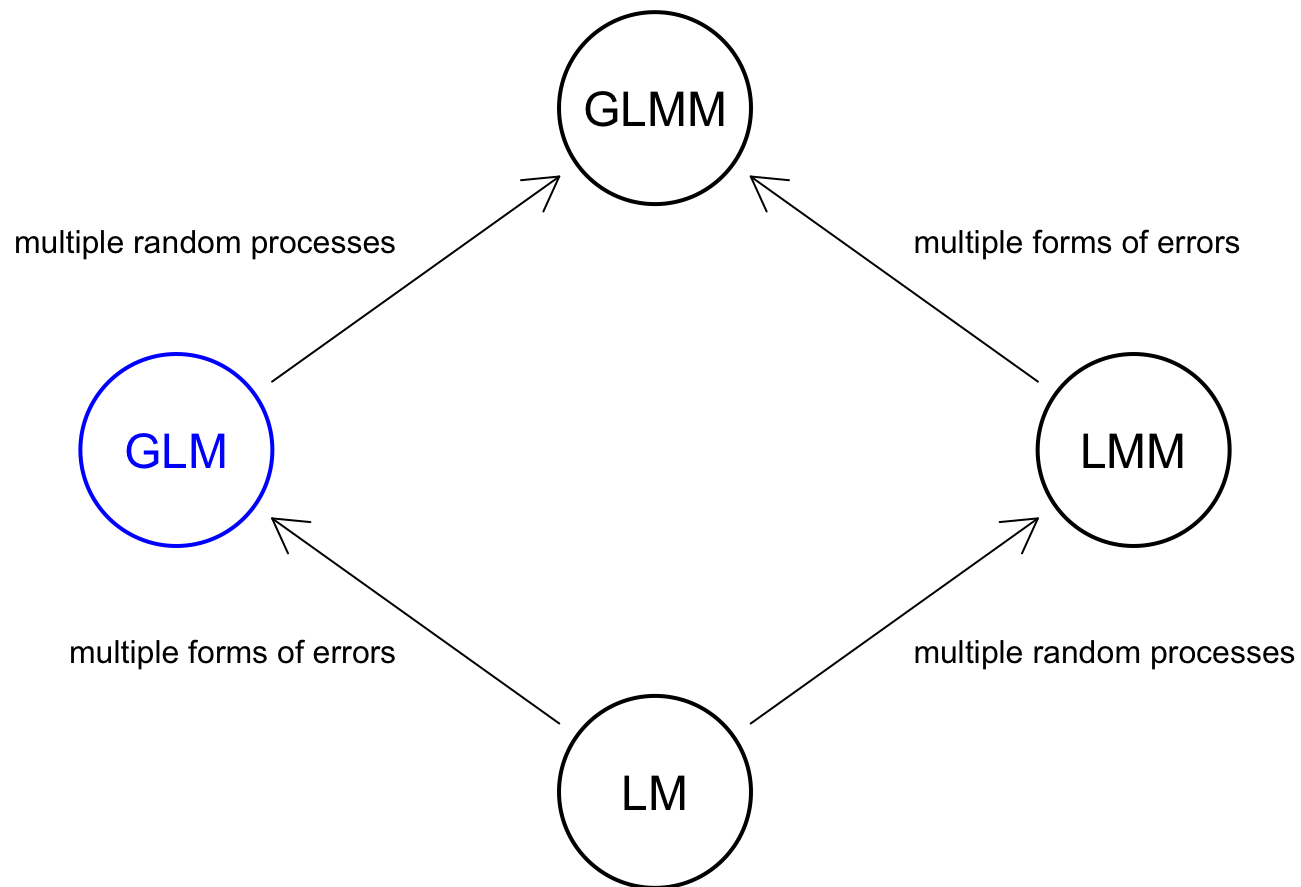 GLMM
multiple random processes
multiple forms of errors
GLM
LMM
multiple forms of errors
multiple random processes
LM